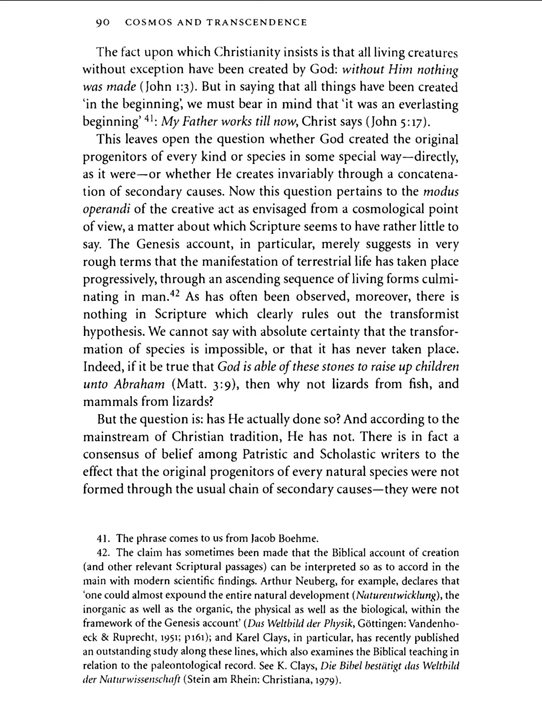 90 COSMOS AND TRANSCENDENCE
The fact upon which Christianity insists is that all living creatures
without exception have been created by God: without Him nothing
was made (John 1:3). But in saying that all things have been created
‘in the beginning’, we must bear in mind that ‘it was an everlasting
beginning’ 41: My Father works till now, Christ says (John 5:17).
This leaves open the question whether God created the original
progenitors of every kind or species in some special way—directly,
as it were—or whether He creates invariably through a concatena-
tion of secondary causes. Now this question pertains to the modus
operandi of the creative act as envisaged from a cosmological point
of view, a matter about which Scripture seems to have rather little to
say. The Genesis account, in particular, merely suggests in very
rough terms that the manifestation of terrestrial life has taken place
progressively, through an ascending sequence of living forms culmi-
nating in man.42 As has often been observed, moreover, there is
nothing in Scripture which clearly rules out the transformist
hypothesis. We cannot say with absolute certainty that the transfor-
mation of species is impossible, or that it has never taken place.
Indeed, if it be true that God is able of these stones to raise up children
unto Abraham (Matt. 3:9), then why not lizards from fish, and
mammals from lizards?
But the question is: has He actually done so? And according to the
mainstream of Christian tradition, He has not. There is in fact a
consensus of belief among Patristic and Scholastic writers to the
effect that the original progenitors of every natural species were not
formed through the usual chain of secondary causes—they were not
41. The phrase comes to us from Jacob Boehme.
42. The claim has sometimes been made that the Biblical account of creation
(and other relevant Scriptural passages) can be interpreted so as to accord in the
main with modern scientific findings. Arthur Neuberg, for example, declares that
‘one could almost expound the entire natural development (Naturentwicklung), the
inorganic as well as the organic, the physical as well as the biological, within the
framework of the Genesis account’ (Das Weltbild der Physik, Göttingen: Vandenho-
eck & Ruprecht, 1951; p161); and Karel Clays, in particular, has recently published
an outstanding study along these lines, which also examines the Biblical teaching in
relation to the paleontological record. See K. Clays, Die Bibel bestätigt das Weltbild
der Naturwissenschaft (Stein am Rhein: Christiana, 1979).